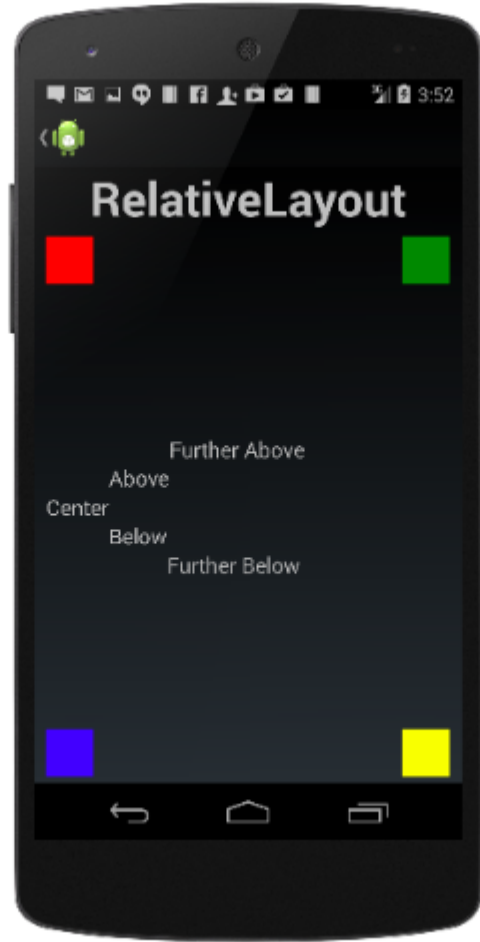 3:52
RelativeLayout
Further Above
Above
Center
Below
Further Below